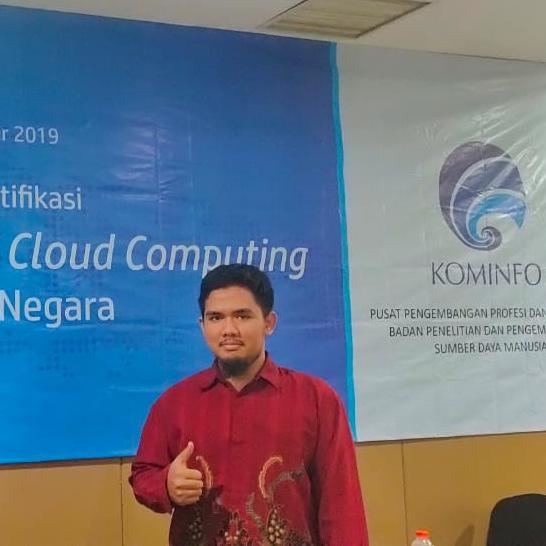 r 2019
tifikasi
Cloud Computing
Negara
KOMINFO
PUSAT PENGEMBANGAN PROFESI DAN
BADAN PENELITIAN DAN PENGEM
SUMBER DAYA MANUSIA